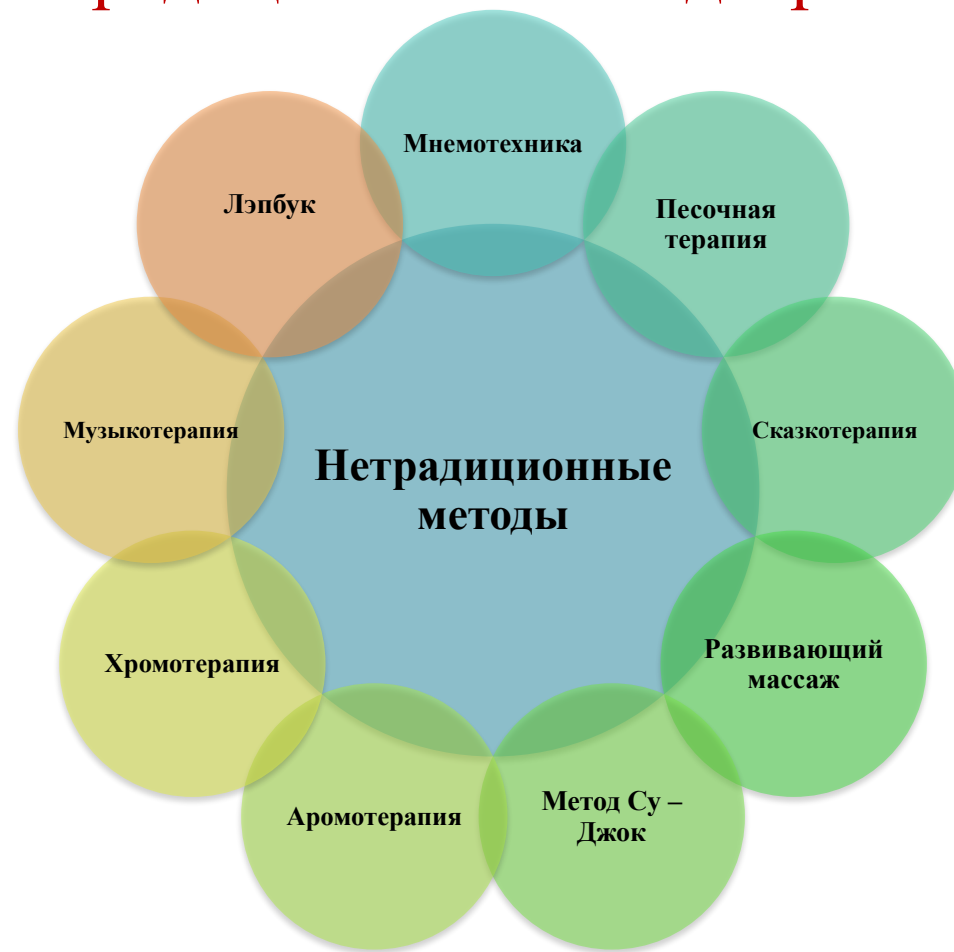 Мнемотехника
Песочная
терапия
Сказкотерапия
Развивающий
массаж
Метод Су –
Джок
Аромотерапия
Хромотерапия
Музыкотерапия
Лэпбук
Нетрадиционные
методы